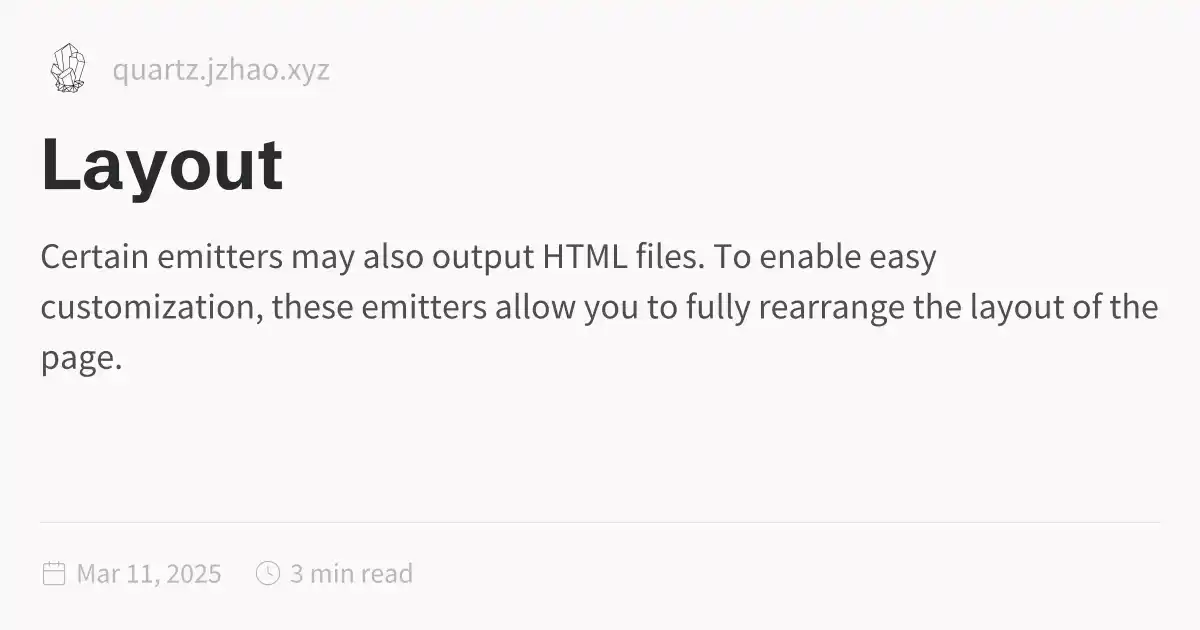 quartz.jzhao.xyz
Layout
Certain emitters may also output HTML files. To enable easy
customization, these emitters allow you to fully rearrange the layout of the
page.
Mar 11, 2025 3 min read